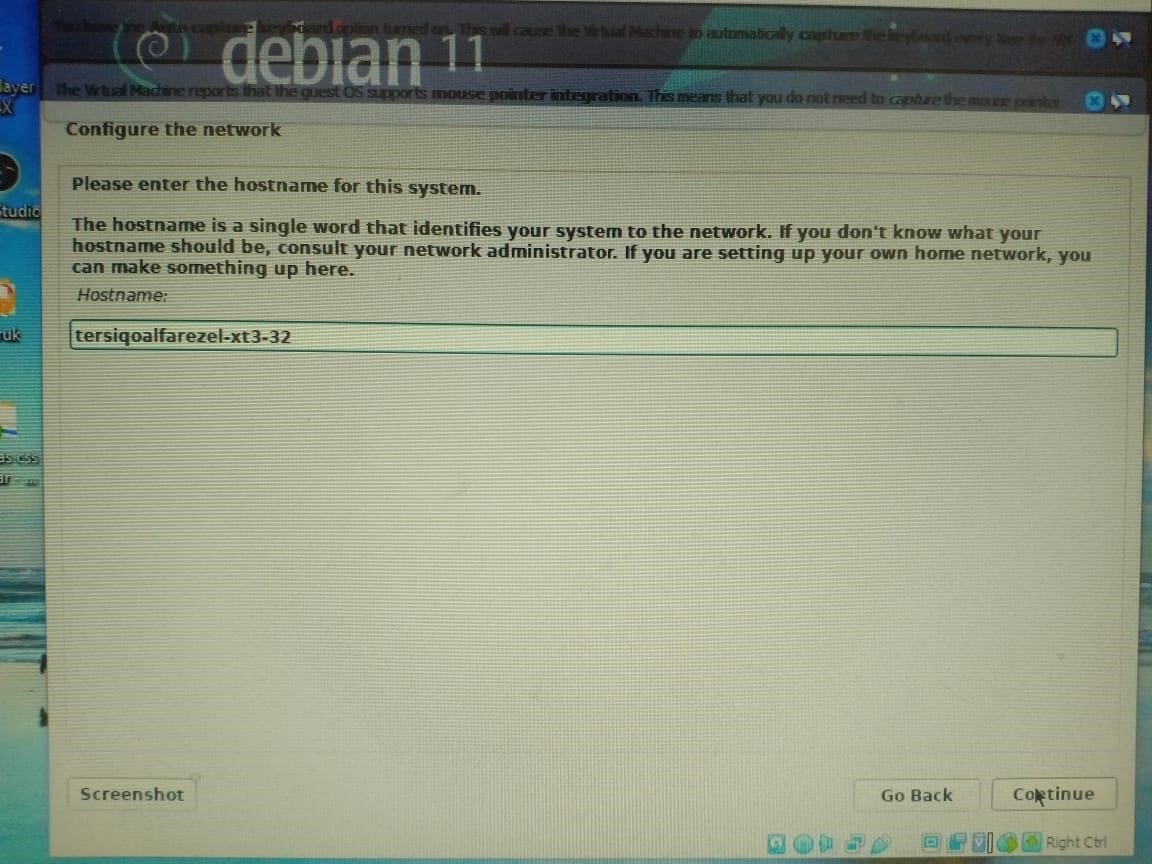 You have the Auto capture keyboard option turned on. This will cause the Virtual Machine to automatically capture the keyboard every time the
debian 11
The Virtual Machine reports that the guest OS supports mouse pointer integration. This means that you do not need to capture the mouse pointer
layer
X
Configure the network
Please enter the hostname for this system.
Studio
The hostname is a single word that identifies your system to the network. If you don't know what your
hostname should be, consult your network administrator. If you are setting up your own home network, you
can make something up here.
Hostname:
uk
tersiqoalfarezel-xt3-32
as css
ar - ...
Screenshot
Go Back
Continue
Right Ctrl